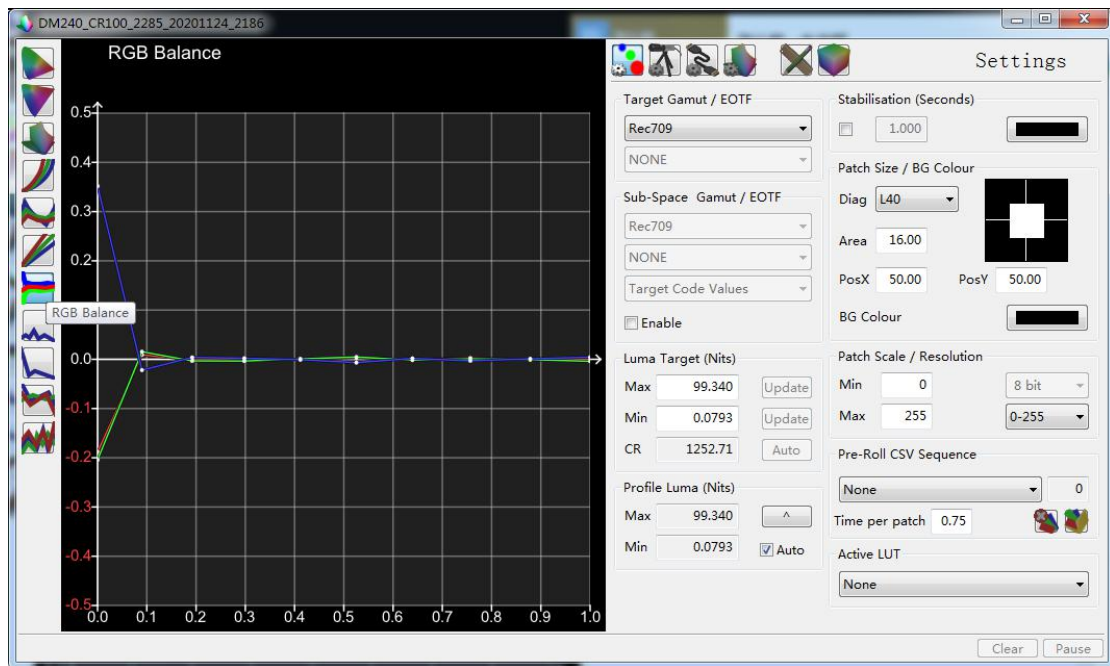 DM240_CR100_2285_20201124_2186
RGB Balance
0.5
0.4
0.3
0.2
0.0
-0.1
-0.2
-0.3
-0.4
-0.5
0.0 0.1 0.2 0.3 0.4 0.5 0.6 0.7 0.8 0.9 1.0
RGB Balance
Settings
Target Gamut / EOTF
Rec709
NONE
Sub-Space Gamut / EOTF
Rec709
NONE
Target Code Values
Enable
Luma Target (Nits)
Max 99.340 Update
Min 0.0793 Update
CR 1252.71 Auto
Profile Luma (Nits)
Max 99.340 ^
Min 0.0793 Auto
Stabilisation (Seconds)
1.000
Patch Size / BG Colour
Diag L40
Area 16.00
PosX 50.00 PosY 50.00
BG Colour
Patch Scale / Resolution
Min 0 8 bit
Max 255 0-255
Pre-Roll CSV Sequence
None 0
Time per patch 0.75
Active LUT
None
Clear Pause